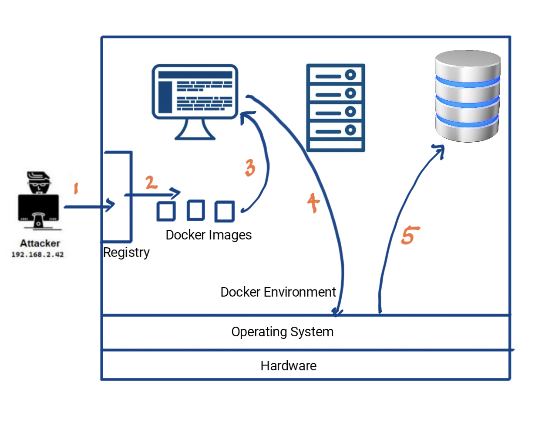 1
2
3
4
5
Attacker
192.168.2.42
Docker Images
Registry
Docker Environment
Operating System
Hardware